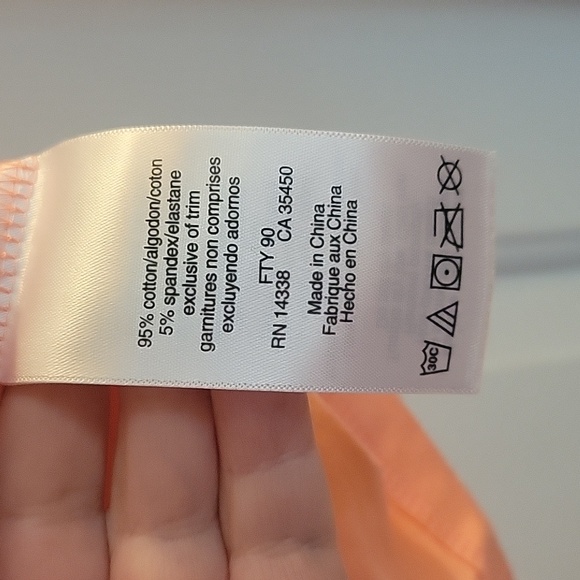 95% cotton/algodon/coton
5% spandex/elastane
exclusive of trim
garnitures non comprises
excluyendo adornos
FTY 90
RN 14338 CA 35450
Made in China
Fabrique aux China
Hecho en China
30C